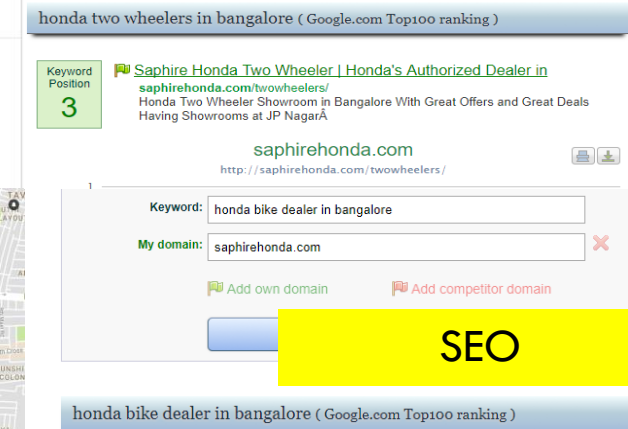 honda two wheelers in bangalore ( Google.com Top100 ranking )
Keyword Position
3
Saphire Honda Two Wheeler | Honda's Authorized Dealer in
saphirehonda.com/twowheelers/
Honda Two Wheeler Showroom in Bangalore With Great Offers and Great Deals
Having Showrooms at JP NagarÂ
saphirehonda.com
http://saphirehonda.com/twowheelers/
1
Keyword: honda bike dealer in bangalore
My domain: saphirehonda.com
Add own domain Add competitor domain
SEO
honda bike dealer in bangalore ( Google.com Top100 ranking )